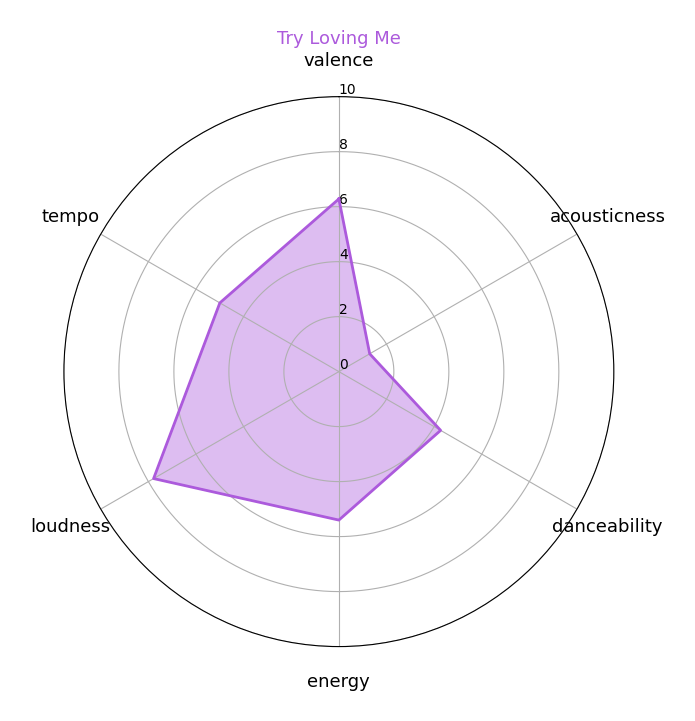 Try Loving Me
valence
10
8
6
4
2
0
tempo
acousticness
loudness
danceability
energy